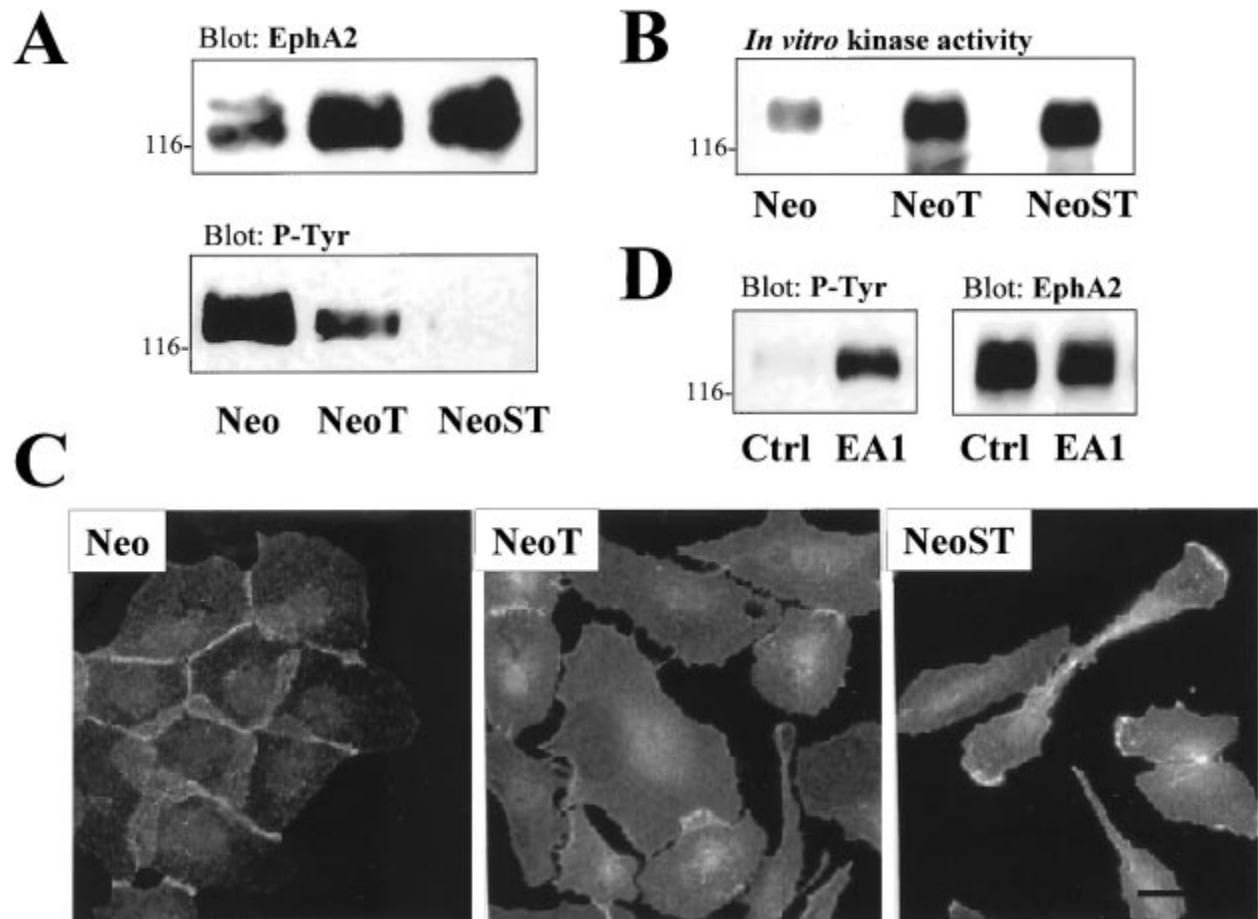 A
Blot: EphA2
116-
Blot: P-Tyr
116-
Neo NeoT NeoST
B
In vitro kinase activity
116-
Neo NeoT NeoST
D
Blot: P-Tyr Blot: EphA2
116-
Ctrl EA1 Ctrl EA1
C
Neo NeoT NeoST